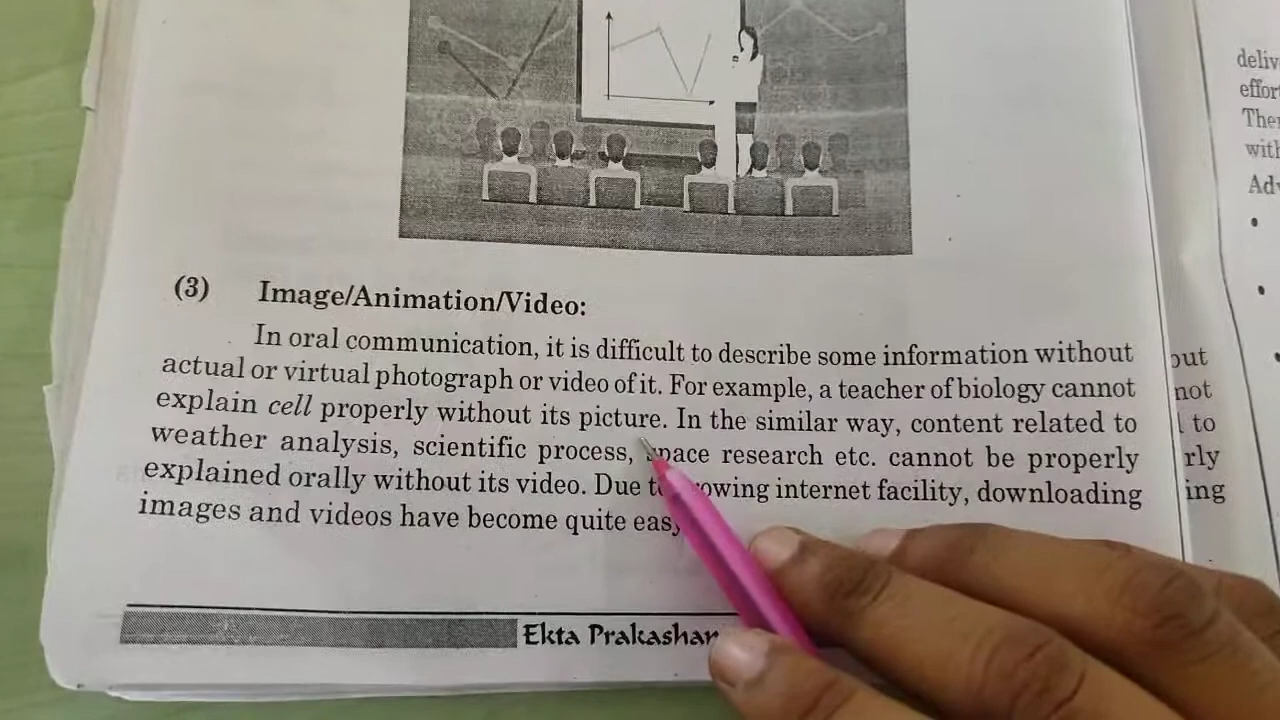 (3) Image/Animation/Video:
In oral communication, it is difficult to describe some information without
actual or virtual photograph or video of it. For example, a teacher of biology cannot
explain cell properly without its picture. In the similar way, content related to
weather analysis, scientific process, space research etc. cannot be properly
explained orally without its video. Due to growing internet facility, downloading
images and videos have become quite easy
Ekta Prakashan
out
not
to
rly
ing
deliv
effor
Ther
with
Adv